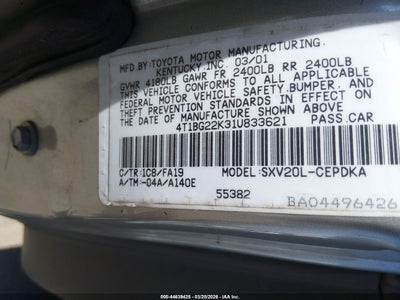 MFD.BY: TOYOTA MOTOR MANUFACTURING,
KENTUCKY,INC. 03/01
GVWR 4180LB GAWR FR 2400LB RR 2400LB
THIS VEHICLE CONFORMS TO ALL APPLICABLE
FEDERAL MOTOR VEHICLE SAFETY,BUMPER, AND
THEFT PREVENTION STANDARDS IN EFFECT ON
THE DATE OF MANUFACTURE SHOWN ABOVE
4T1BG22K31U833621 PASS.CAR
C/TR:1C8/FA19 MODEL:SXV20L-CEPDKA
A/TM:-04A/A140E
55382
BA04496426
000-44639425 - 03/20/2026 - © IAA, LLC